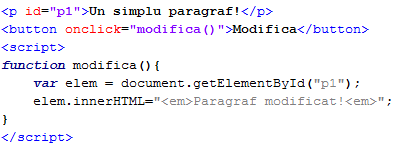 <p id="p1">Un simplu paragraf!</p>
<button onclick="modifica()">Modifica</button>
<script>
function modifica(){
    var elem = document.getElementById("p1");
    elem.innerHTML="<em>Paragraf modificat!<em>";
}
</script>